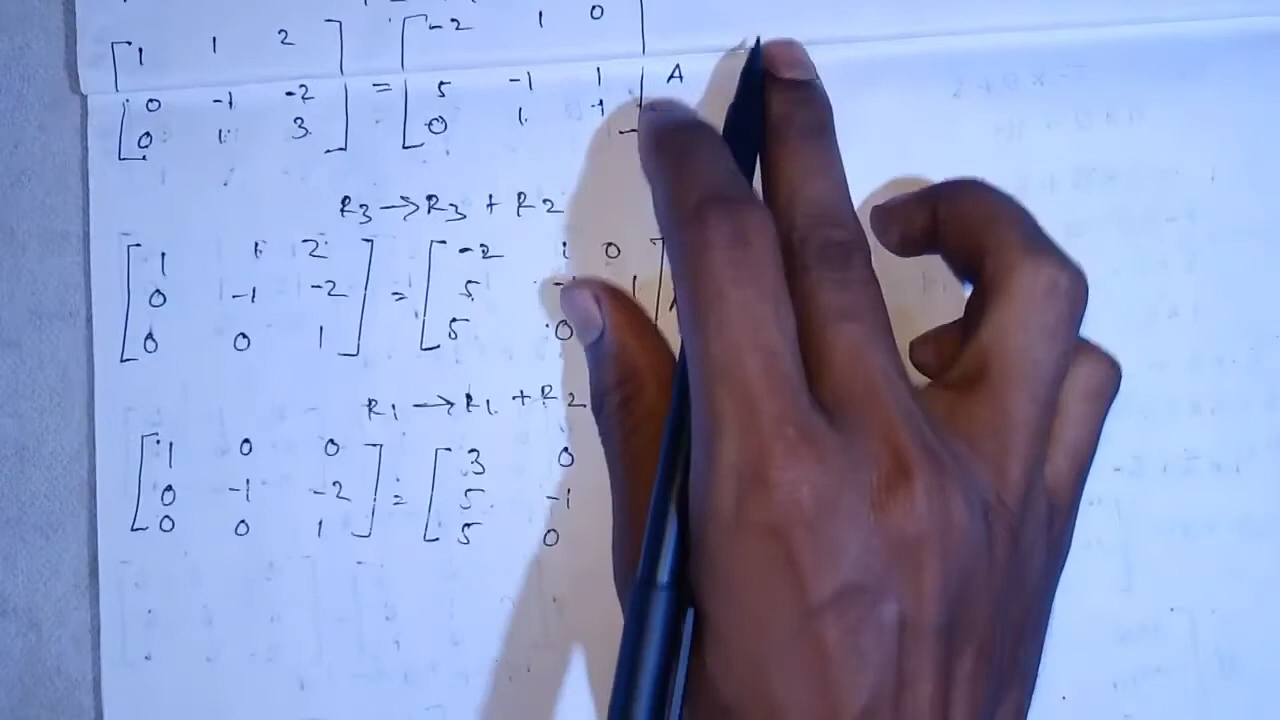 1 1 2 -2 1 0
0 -1 -2 = 5 -1 1 A
0 1 3 0 1 -1
R3 → R3 + R2
1 1 2 -2 1 0
0 -1 -2 = 5 1
0 0 1 5 0
R1 → R1 + R2
1 0 0 3 0
0 -1 -2 = 5 -1
0 0 1 5 0